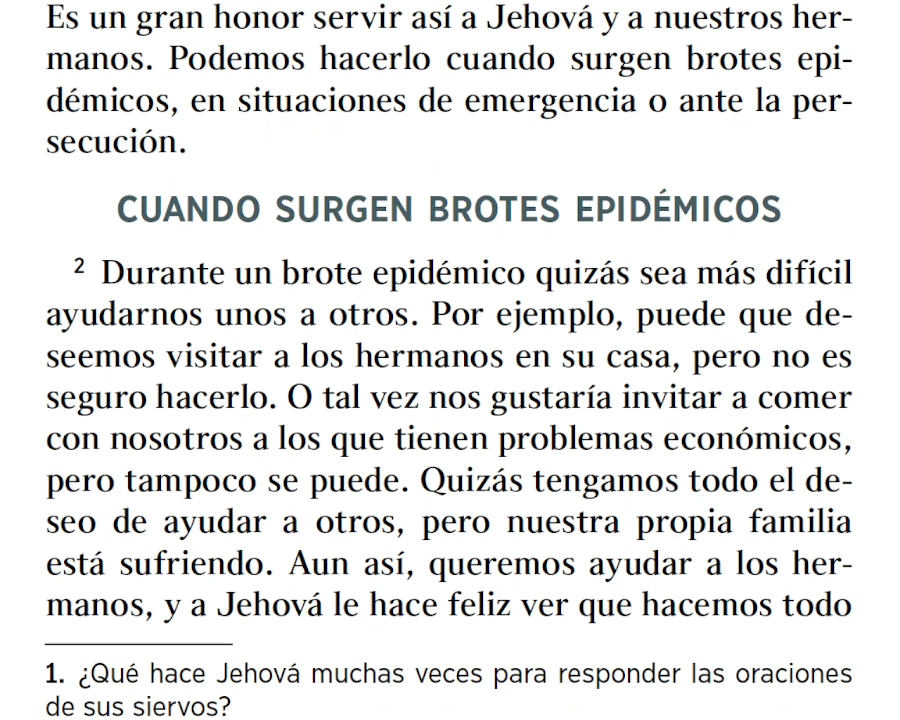 Es un gran honor servir así a Jehová y a nuestros her-
manos. Podemos hacerlo cuando surgen brotes epi-
démicos, en situaciones de emergencia o ante la per-
secución.
CUANDO SURGEN BROTES EPIDÉMICOS
2 Durante un brote epidémico quizás sea más difícil
ayudarnos unos a otros. Por ejemplo, puede que de-
seemos visitar a los hermanos en su casa, pero no es
seguro hacerlo. O tal vez nos gustaría invitar a comer
con nosotros a los que tienen problemas económicos,
pero tampoco se puede. Quizás tengamos todo el de-
seo de ayudar a otros, pero nuestra propia familia
está sufriendo. Aun así, queremos ayudar a los her-
manos, y a Jehová le hace feliz ver que hacemos todo
1. ¿Qué hace Jehová muchas veces para responder las oraciones
de sus siervos?